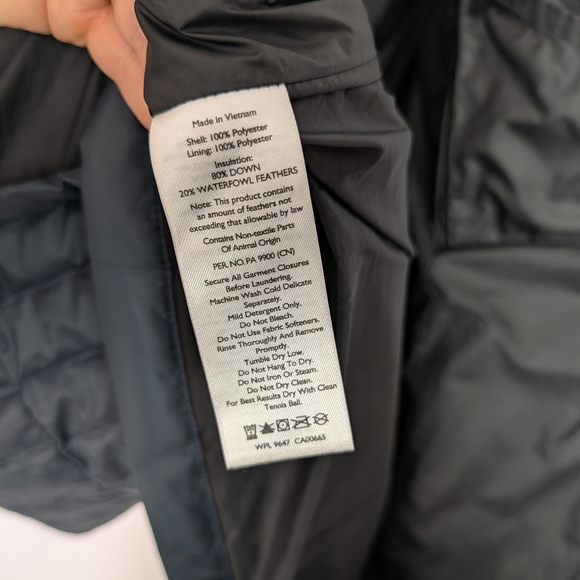 Made in Vietnam
Shell: 100% Polyester
Lining: 100% Polyester
Insulation:
80% DOWN
20% WATERFOWL FEATHERS
Note: This product contains
an amount of feathers not
exceeding that allowable by law
Contains Non-textile Parts
Of Animal Origin
PER. NO. PA 9900 (CN)
Secure All Garment Closures
Before Laundering.
Machine Wash Cold Delicate
Separately.
Mild Detergent Only.
Do Not Bleach.
Do Not Use Fabric Softeners.
Rinse Thoroughly And Remove
Promptly.
Tumble Dry Low.
Do Not Hang To Dry.
Do Not Iron Or Steam.
Do Not Dry Clean.
For Best Results Dry With Clean
Tennis Ball.
WPL 9647 CA00665